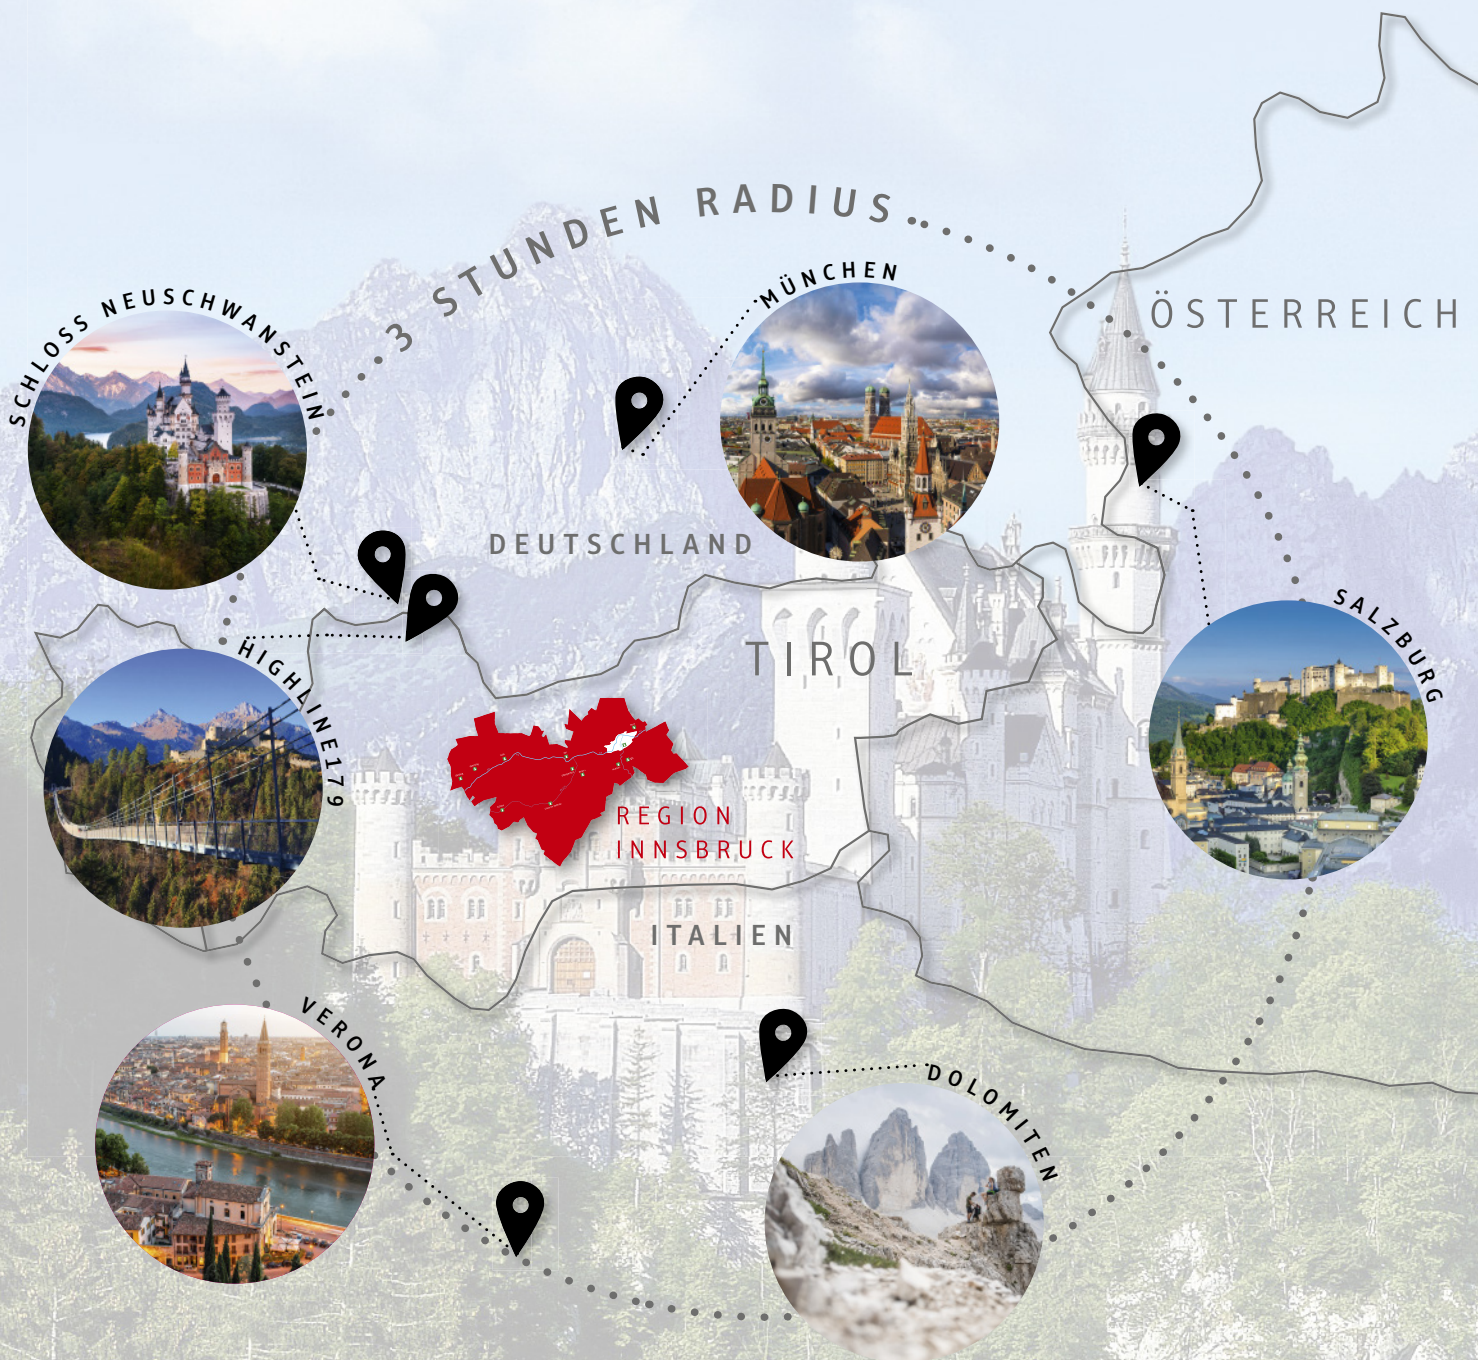 3 STUNDEN RADIUS
MÜNCHEN
SCHLOSS NEUSCHWANSTEIN
ÖSTERREICH
DEUTSCHLAND
SALZBURG
HIGHLINE179
TIROL
REGION
INNSBRUCK
ITALIEN
VERONA
DOLOMITEN